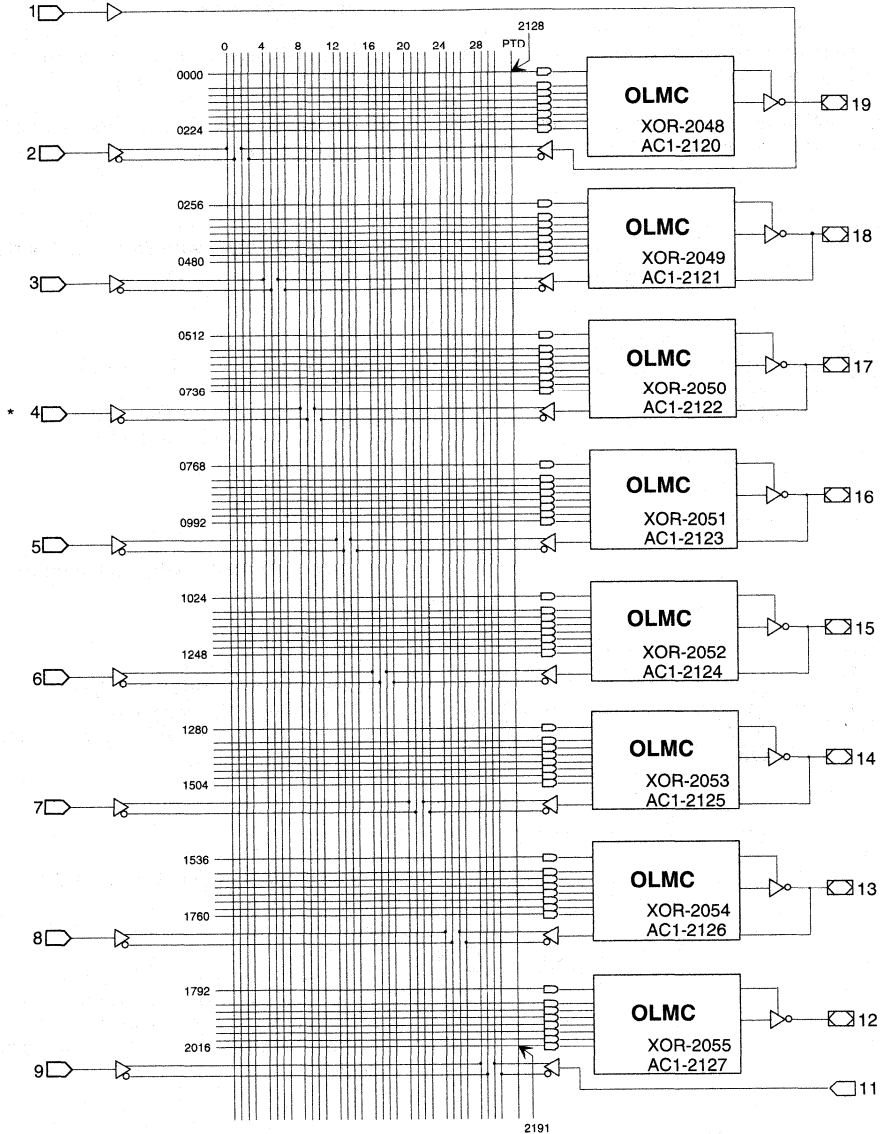 1
2128
0 4 8 12 16 20 24 28 PTD
0000
OLMC
19
XOR-2048
0224
AC1-2120
2
0256
OLMC
18
XOR-2049
0480
AC1-2121
3
0512
OLMC
17
XOR-2050
0736
AC1-2122
* 4
0768
OLMC
16
XOR-2051
0992
AC1-2123
5
1024
OLMC
15
XOR-2052
1248
AC1-2124
6
1280
OLMC
14
XOR-2053
1504
AC1-2125
7
1536
OLMC
13
XOR-2054
1760
AC1-2126
8
1792
OLMC
12
XOR-2055
2016
AC1-2127
9
11
2191